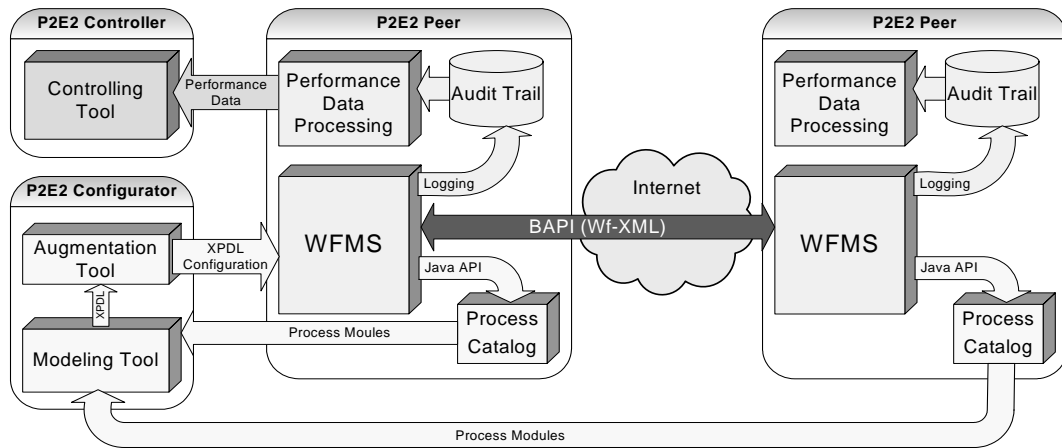 P2E2 Controller
Controlling
Tool
Performance
Data
P2E2 Peer
Performance
Data
Processing
Audit Trail
Logging
WFMS
Java API
Process
Catalog
P2E2 Configurator
Augmentation
Tool
XPDL
Configuration
XPDL
Modeling Tool
Process Moules
Internet
BAPI (Wf-XML)
P2E2 Peer
Performance
Data
Processing
Audit Trail
Logging
WFMS
Java API
Process
Catalog
Process Modules